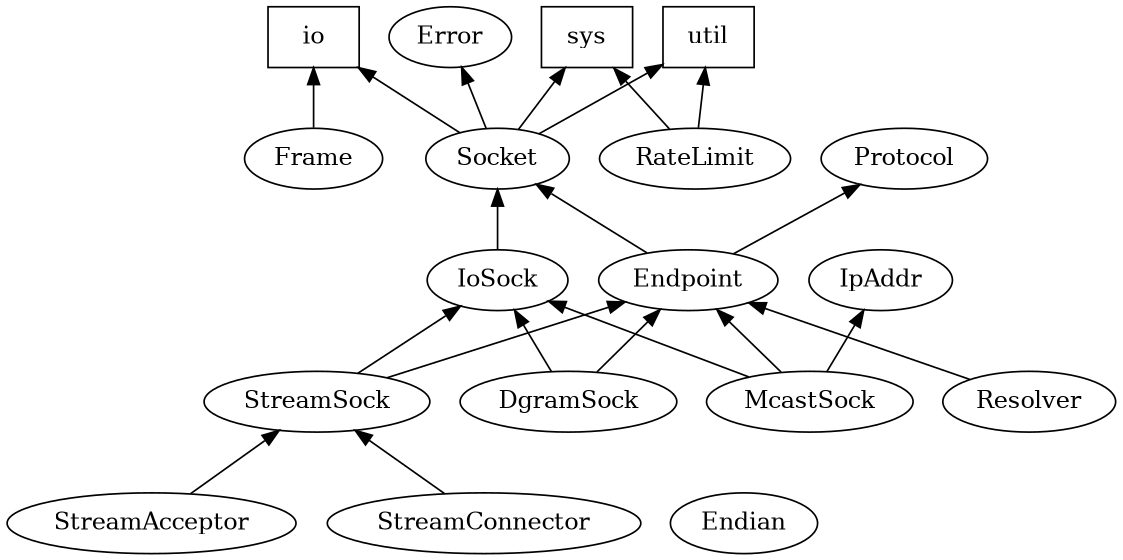 io
Error
sys
util
Frame
Socket
RateLimit
Protocol
IoSock
Endpoint
IpAddr
StreamSock
DgramSock
McastSock
Resolver
StreamAcceptor
StreamConnector
Endian